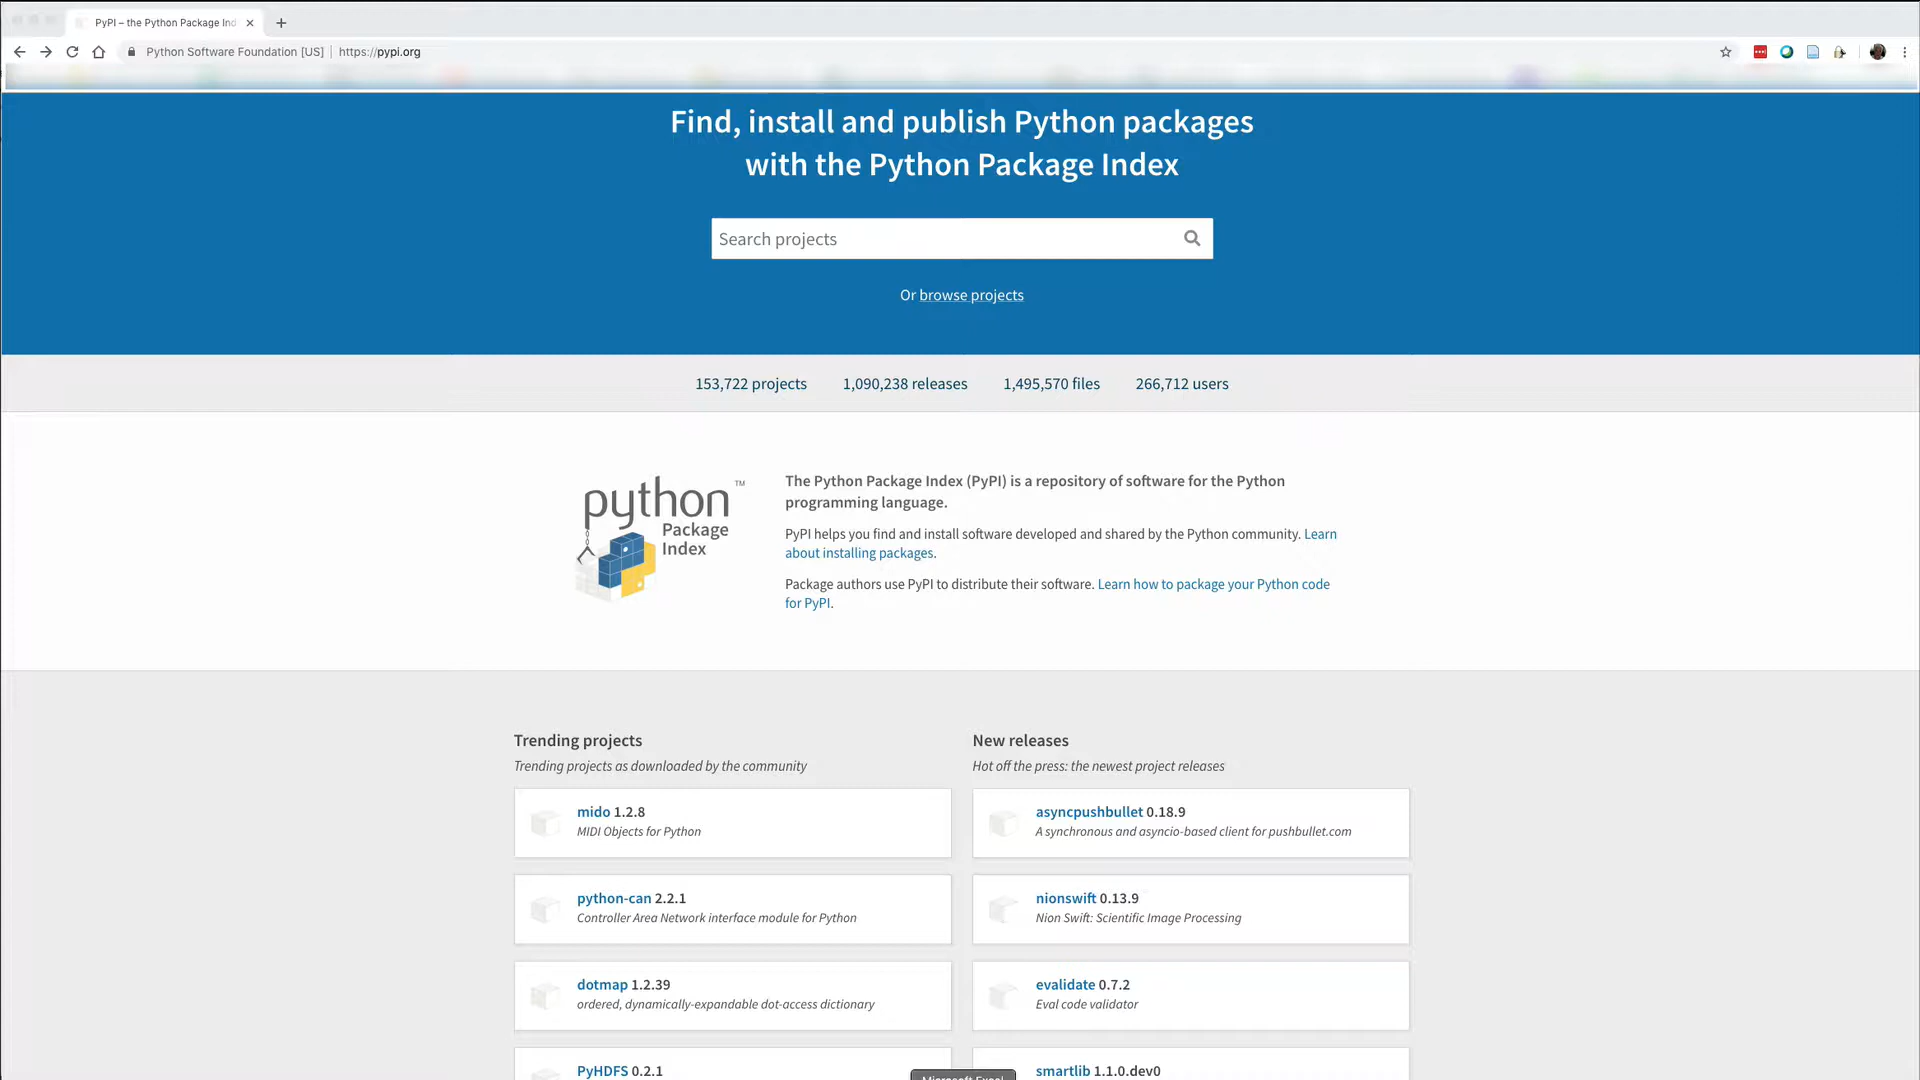 PyPI – the Python Package Ind
Python Software Foundation [US] | https://pypi.org
Find, install and publish Python packages
with the Python Package Index
Search projects
Or browse projects
153,722 projects 1,090,238 releases 1,495,570 files 266,712 users
python™
Package
Index
The Python Package Index (PyPI) is a repository of software for the Python
programming language.
PyPI helps you find and install software developed and shared by the Python community. Learn
about installing packages.
Package authors use PyPI to distribute their software. Learn how to package your Python code
for PyPI.
Trending projects
Trending projects as downloaded by the community
mido 1.2.8
MIDI Objects for Python
python-can 2.2.1
Controller Area Network interface module for Python
dotmap 1.2.39
ordered, dynamically-expandable dot-access dictionary
PyHDFS 0.2.1
New releases
Hot off the press: the newest project releases
asyncpushbullet 0.18.9
A synchronous and asyncio-based client for pushbullet.com
nionswift 0.13.9
Nion Swift: Scientific Image Processing
evalidate 0.7.2
Eval code validator
smartlib 1.1.0.dev0
Microsoft Excel